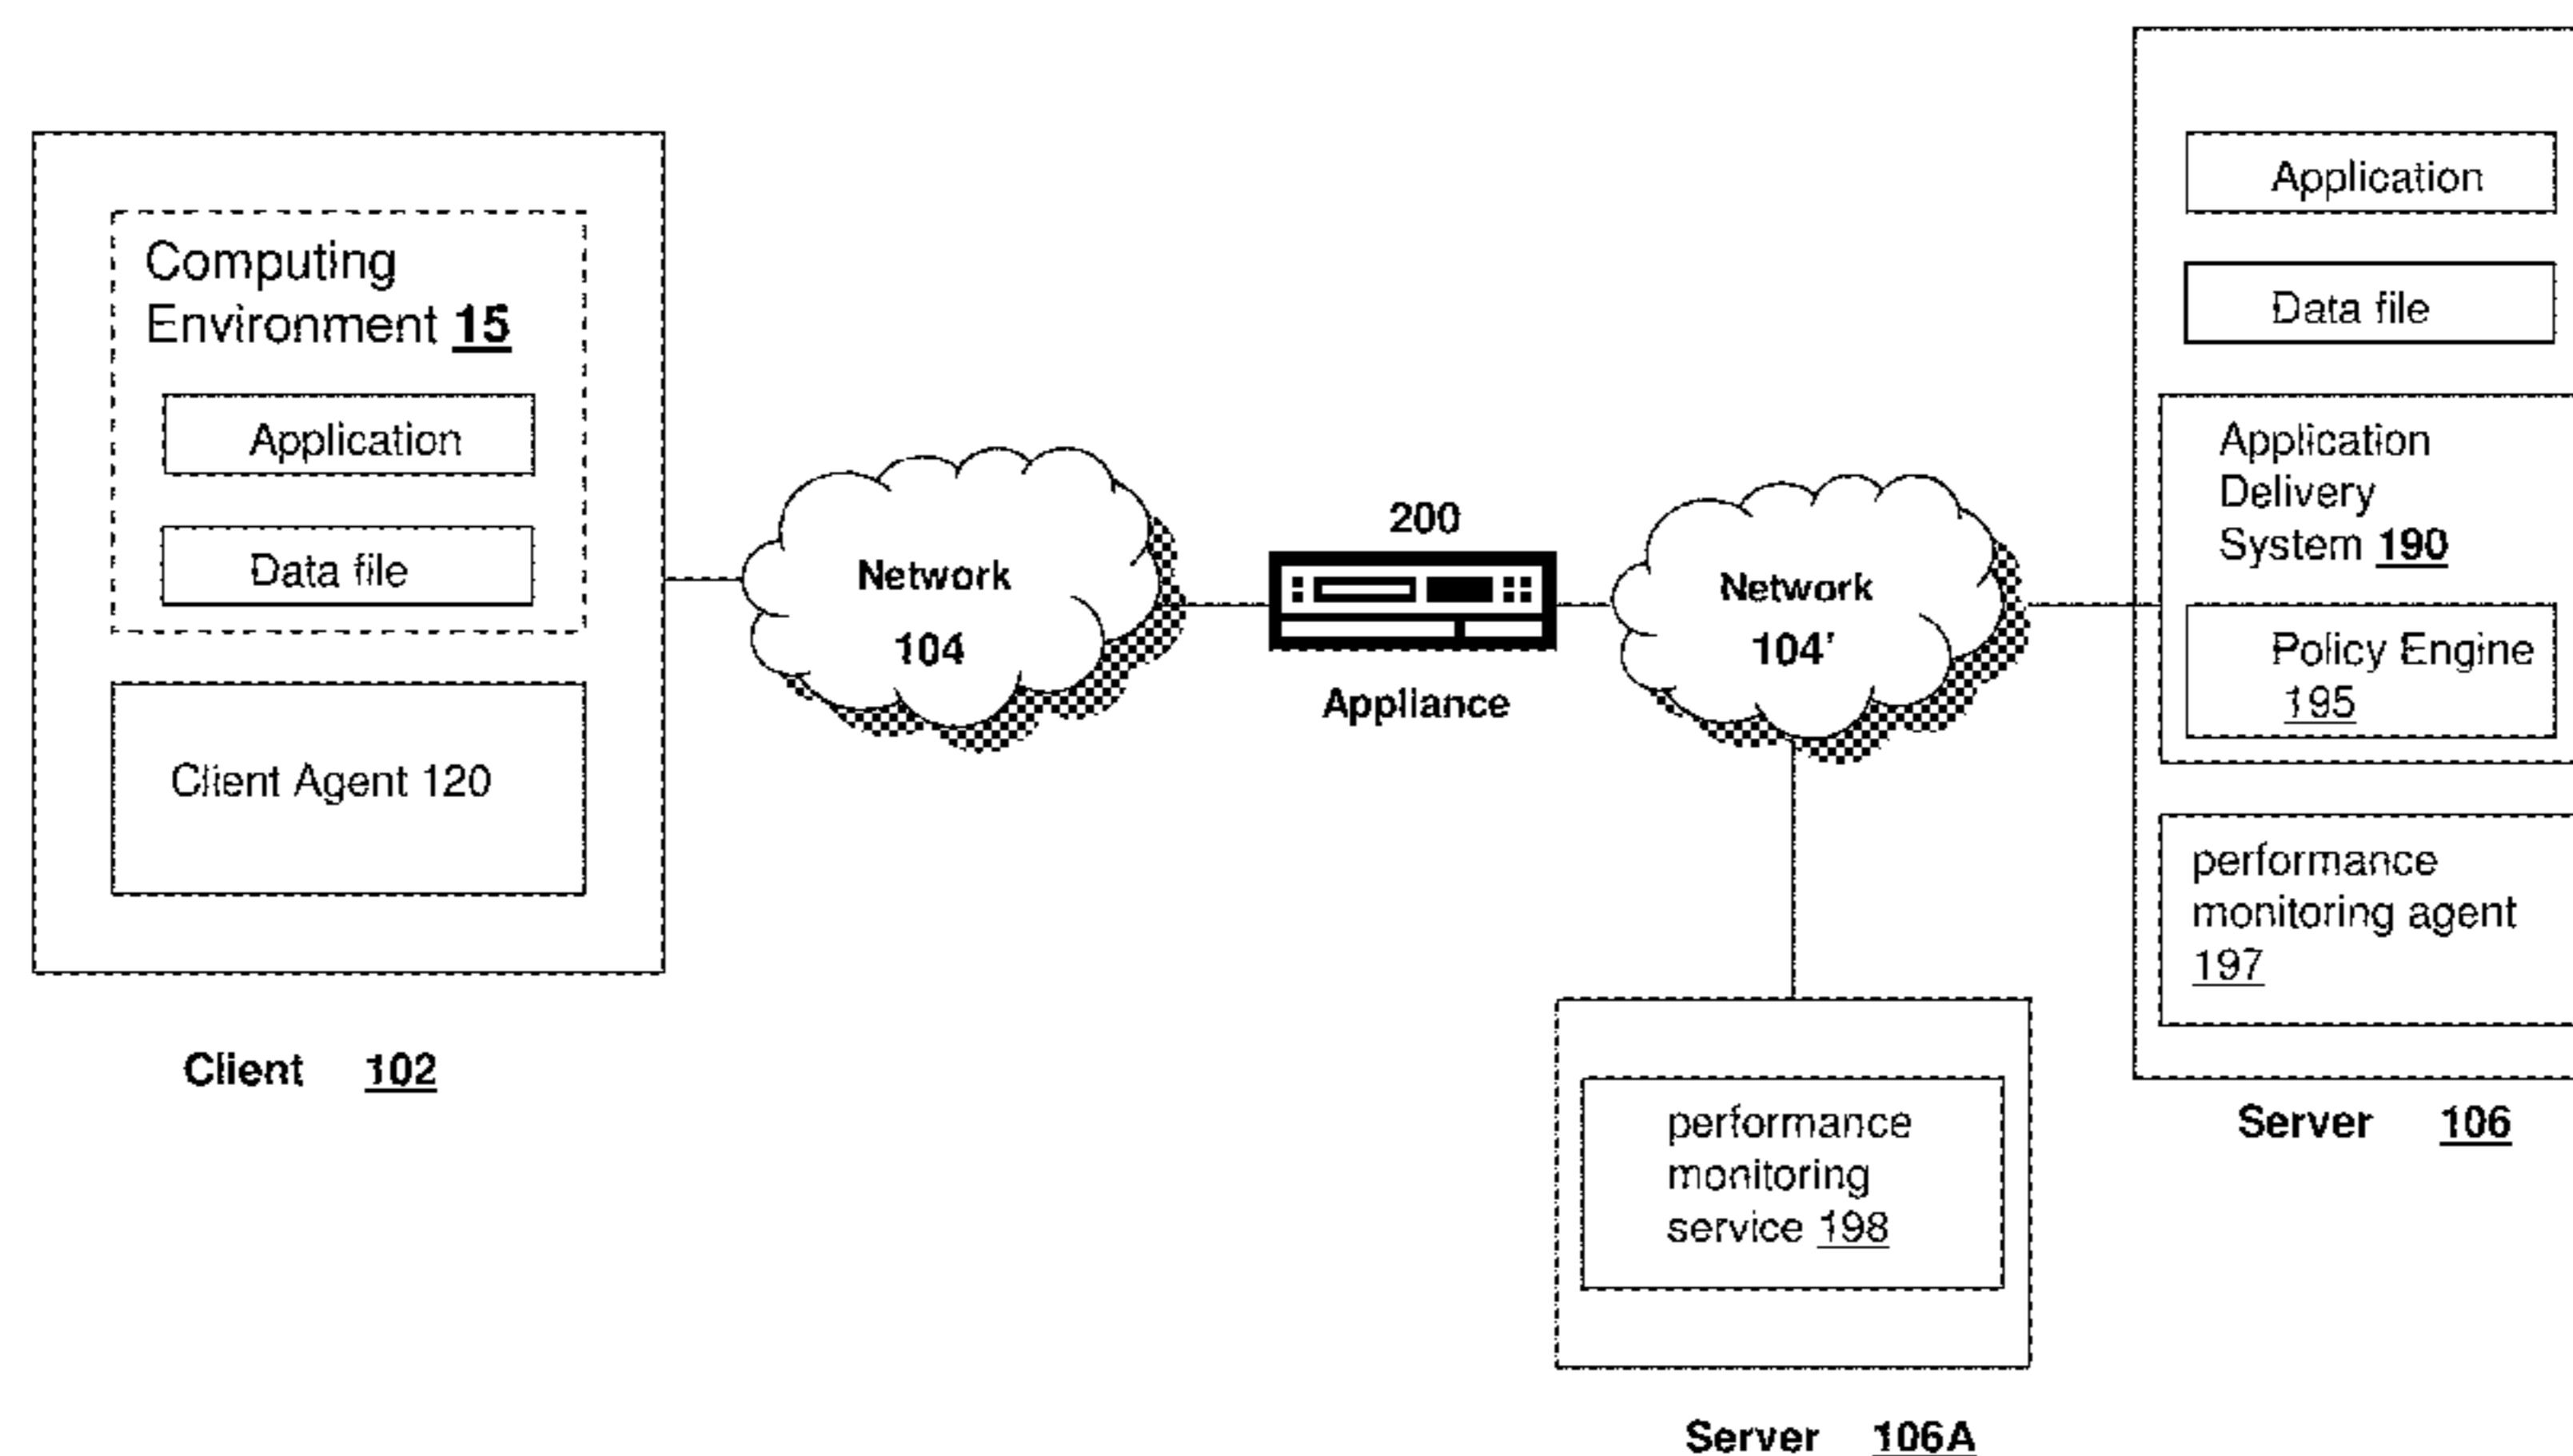 Computing
Environment 15
Application
Data file
Client Agent 120
Client 102
Network
104
200
Appliance
Network
104'
performance
monitoring
service 198
Server 106A
Application
Data file
Application
Delivery
System 190
Policy Engine
195
performance
monitoring agent
197
Server 106